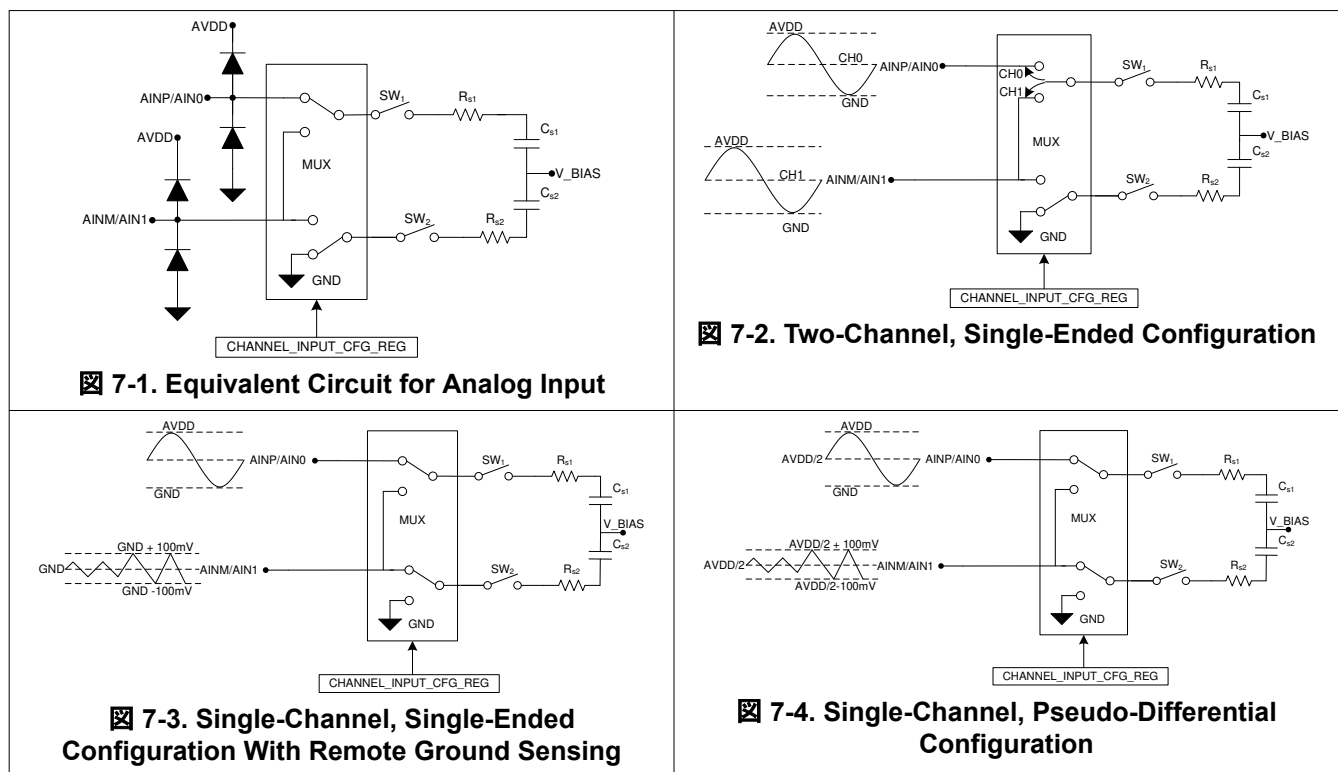 AVDD
AINP/AIN0
AVDD
AINM/AIN1
SW1
Rs1
Cs1
MUX
V_BIAS
Cs2
SW2
Rs2
GND
CHANNEL_INPUT_CFG_REG
図 7-1. Equivalent Circuit for Analog Input
AVDD
CH0
AINP/AIN0
GND
CH0
CH1
SW1
Rs1
Cs1
AVDD
MUX
V_BIAS
Cs2
CH1
AINM/AIN1
SW2
Rs2
GND
GND
CHANNEL_INPUT_CFG_REG
図 7-2. Two-Channel, Single-Ended Configuration
AVDD
AINP/AIN0
GND
SW1
Rs1
Cs1
MUX
V_BIAS
Cs2
GND + 100mV
GND
AINM/AIN1
GND -100mV
SW2
Rs2
GND
CHANNEL_INPUT_CFG_REG
図 7-3. Single-Channel, Single-Ended
Configuration With Remote Ground Sensing
AVDD
AVDD/2
AINP/AIN0
GND
SW1
Rs1
Cs1
MUX
V_BIAS
Cs2
AVDD/2 + 100mV
AVDD/2
AINM/AIN1
AVDD/2-100mV
SW2
Rs2
GND
CHANNEL_INPUT_CFG_REG
図 7-4. Single-Channel, Pseudo-Differential
Configuration